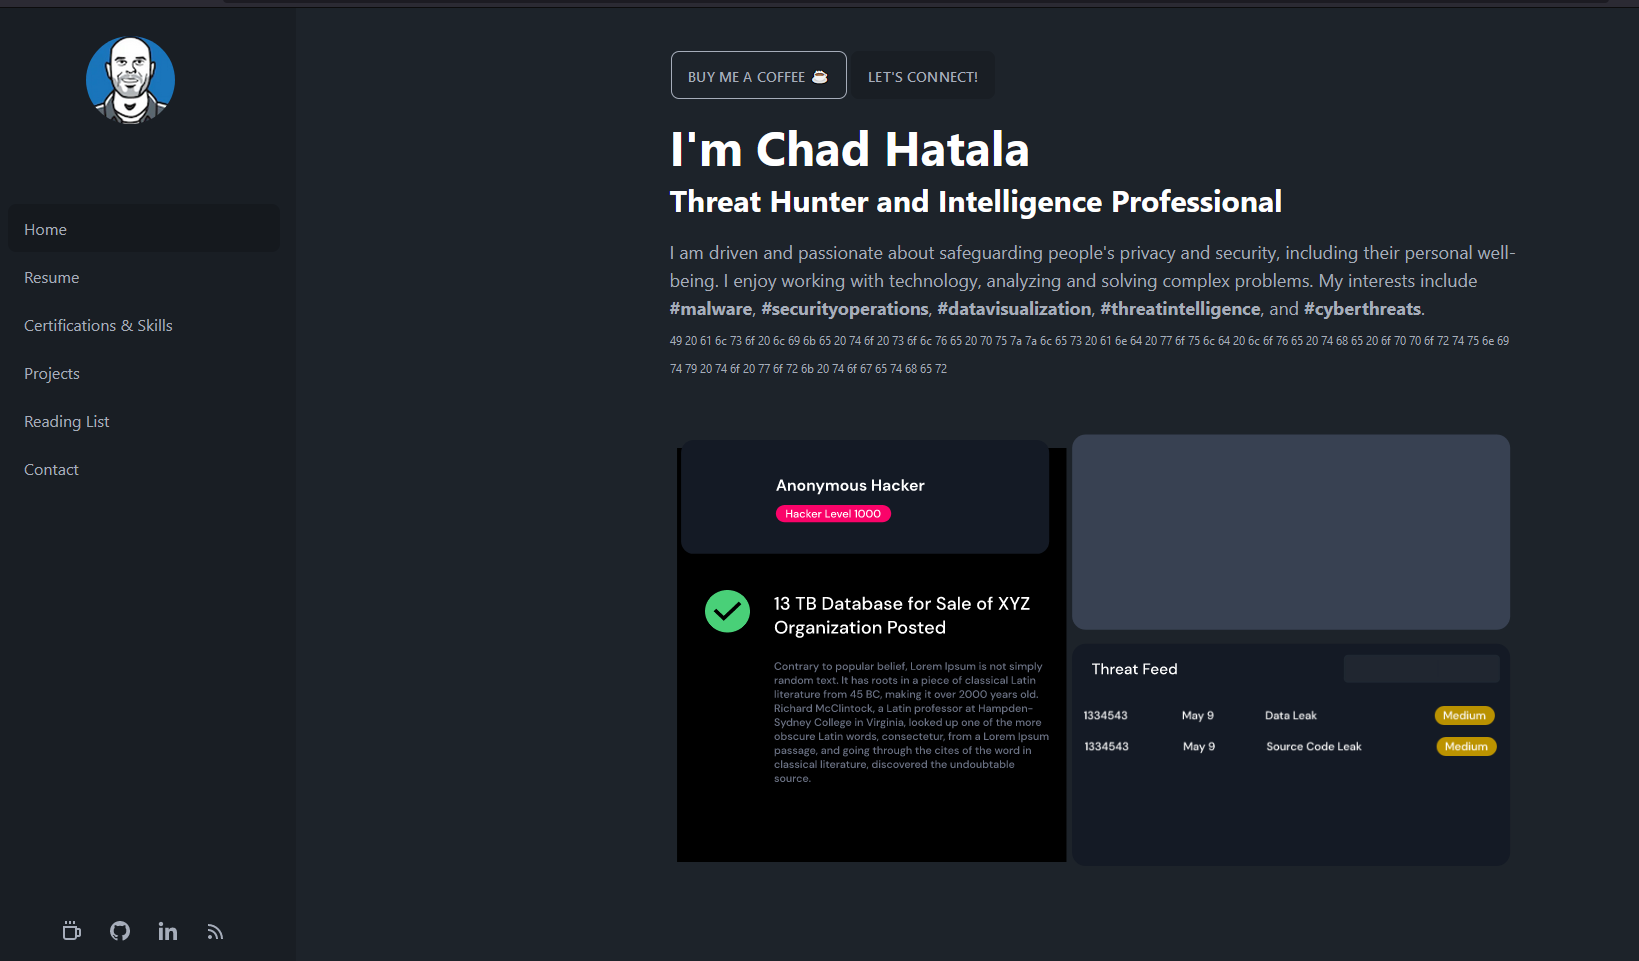 Home
Resume
Certifications & Skills
Projects
Reading List
Contact
BUY ME A COFFEE ☕
LET'S CONNECT!
I'm Chad Hatala
Threat Hunter and Intelligence Professional
I am driven and passionate about safeguarding people's privacy and security, including their personal well-
being. I enjoy working with technology, analyzing and solving complex problems. My interests include
#malware, #securityoperations, #datavisualization, #threatintelligence, and #cyberthreats.
49 20 61 6c 73 6f 20 6c 69 6b 65 20 74 6f 20 73 6f 6c 76 65 20 70 75 7a 7a 6c 65 73 20 61 6e 64 20 77 6f 75 6c 64 20 6c 6f 76 65 20 74 68 65 20 6f 70 70 6f 72 74 75 6e 69
74 79 20 74 6f 20 77 6f 72 6b 20 74 6f 67 65 74 68 65 72
Anonymous Hacker
Hacker Level 1000
13 TB Database for Sale of XYZ
Organization Posted
Contrary to popular belief, Lorem Ipsum is not simply
random text. It has roots in a piece of classical Latin
literature from 45 BC, making it over 2000 years old.
Richard McClintock, a Latin professor at Hampden-
Sydney College in Virginia, looked up one of the more
obscure Latin words, consectetur, from a Lorem Ipsum
passage, and going through the cites of the word in
classical literature, discovered the undoubtable
source.
Threat Feed
1334543 May 9 Data Leak Medium
1334543 May 9 Source Code Leak Medium